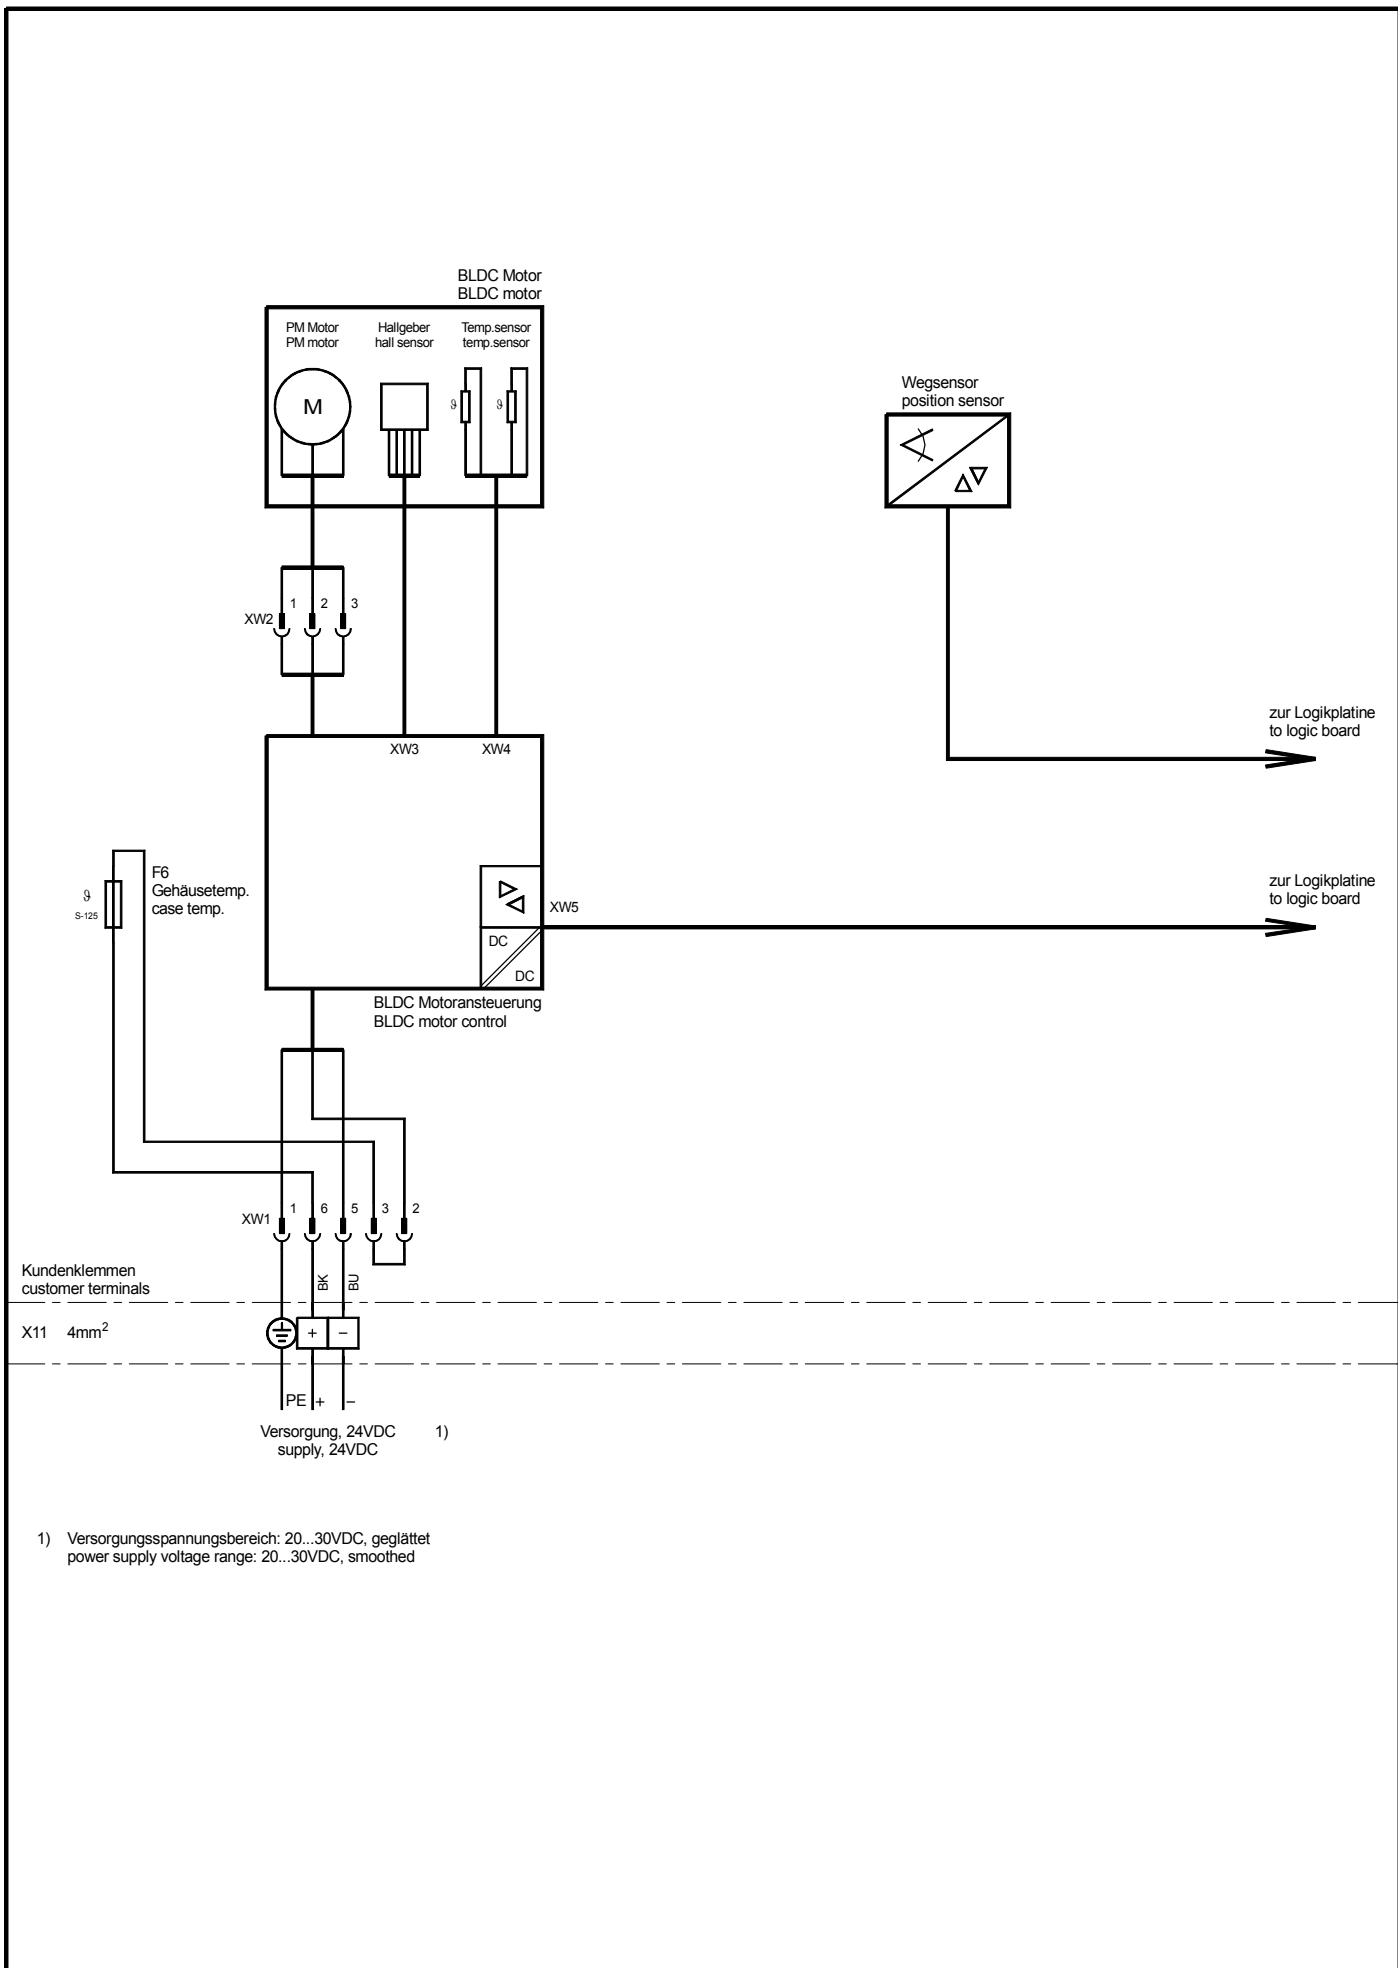 BLDC Motor
BLDC motor
PM Motor
PM motor
Hallgeber
hall sensor
Temp.sensor
temp.sensor
M
ϑ
ϑ
Wegsensor
position sensor
XW2
1
2
3
zur Logikplatine
to logic board
XW3
XW4
F6
Gehäusetemp.
case temp.
ϑ
S-125
XW5
DC
DC
zur Logikplatine
to logic board
BLDC Motoransteuerung
BLDC motor control
XW1
1
6
5
3
2
BK
BU
Kundenklemmen
customer terminals
X11 4mm²
+
−
PE
+
−
Versorgung, 24VDC 1)
supply, 24VDC
1) Versorgungsspannungsbereich: 20...30VDC, geglättet
power supply voltage range: 20...30VDC, smoothed